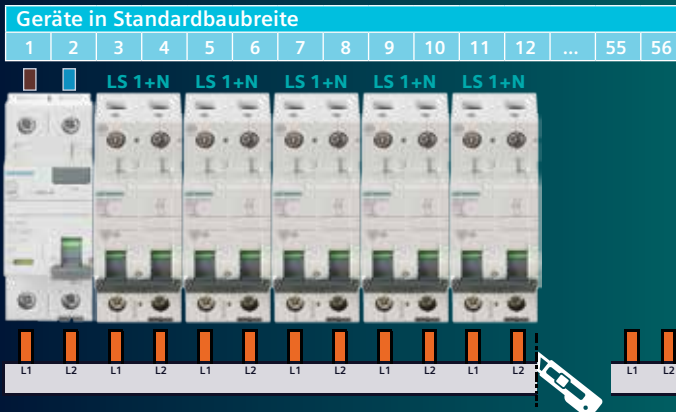 Geräte in Standardbaubreite
1 2 3 4 5 6 7 8 9 10 11 12 ... 55 56
LS 1+N LS 1+N LS 1+N LS 1+N LS 1+N
L1 L2 L1 L2 L1 L2 L1 L2 L1 L2 L1 L2 L1 L2